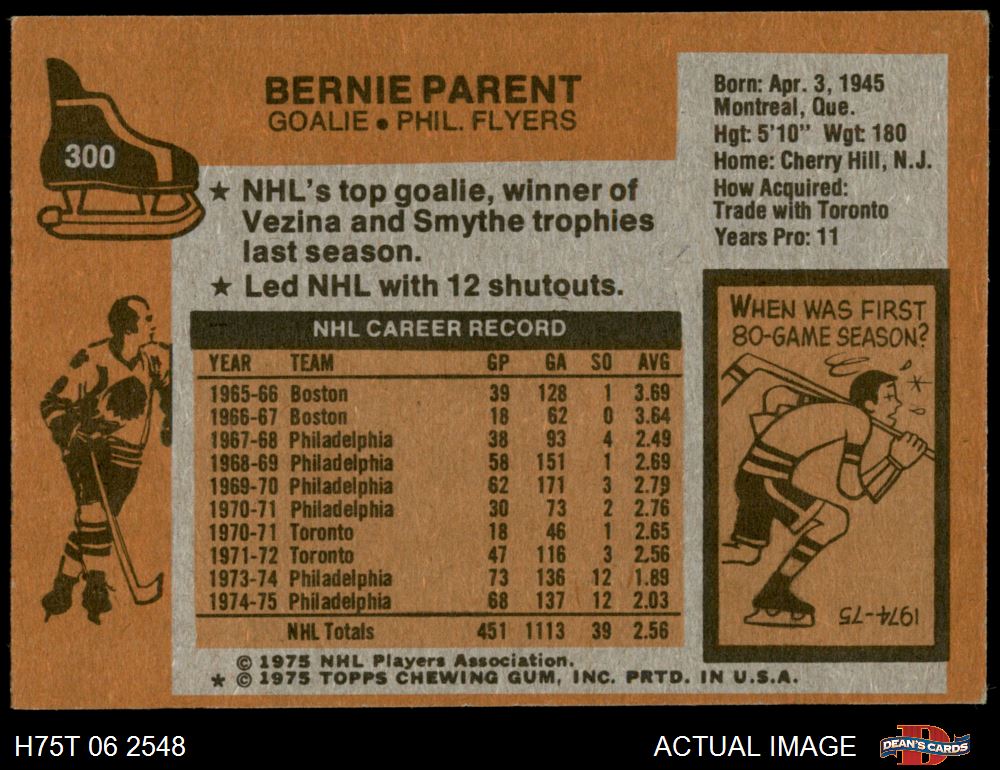 300
BERNIE PARENT
GOALIE • PHIL. FLYERS
Born: Apr. 3, 1945
Montreal, Que.
Hgt: 5'10" Wgt: 180
Home: Cherry Hill, N.J.
How Acquired:
Trade with Toronto
Years Pro: 11
★ NHL's top goalie, winner of
Vezina and Smythe trophies
last season.
★ Led NHL with 12 shutouts.
NHL CAREER RECORD
YEAR TEAM GP GA SO AVG
1965-66 Boston 39 128 1 3.69
1966-67 Boston 18 62 0 3.64
1967-68 Philadelphia 38 93 4 2.49
1968-69 Philadelphia 58 151 1 2.69
1969-70 Philadelphia 62 171 3 2.79
1970-71 Philadelphia 30 73 2 2.76
1970-71 Toronto 18 46 1 2.65
1971-72 Toronto 47 116 3 2.56
1973-74 Philadelphia 73 136 12 1.89
1974-75 Philadelphia 68 137 12 2.03
NHL Totals 451 1113 39 2.56
WHEN WAS FIRST
80-GAME SEASON?
1974-75
© 1975 NHL Players Association.
★ © 1975 TOPPS CHEWING GUM, INC. PRTD. IN U.S.A.
H75T 06 2548
ACTUAL IMAGE
DEAN'S CARDS